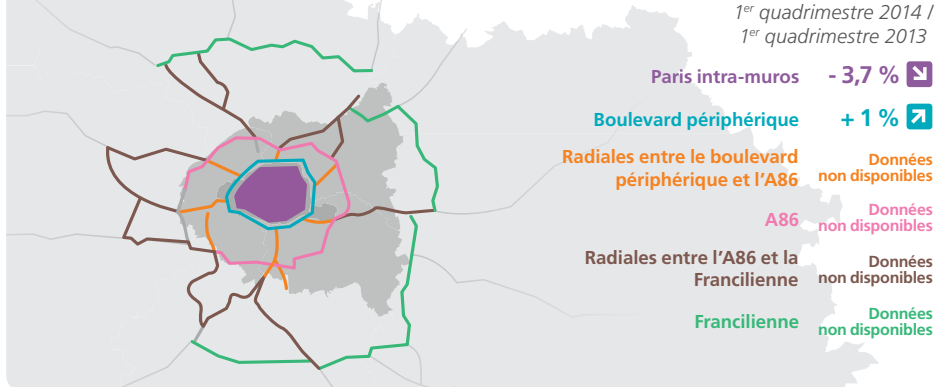 1er quadrimestre 2014 /
1er quadrimestre 2013
Paris intra-muros - 3,7 %
Boulevard périphérique + 1 %
Radiales entre le boulevard
périphérique et l'A86
Données
non disponibles
A86
Données
non disponibles
Radiales entre l'A86 et la
Francilienne
Données
non disponibles
Francilienne
Données
non disponibles